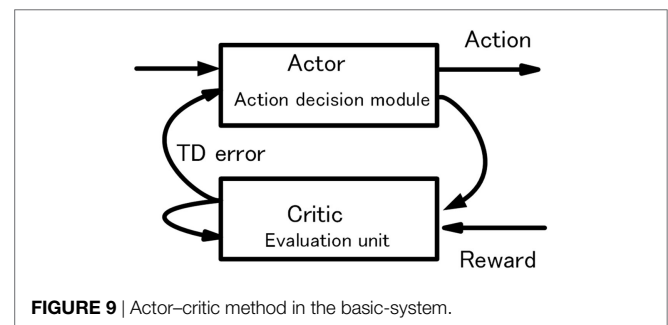 Action
Actor
Action decision module
TD error
Critic
Evaluation unit
Reward
FIGURE 9 | Actor–critic method in the basic-system.